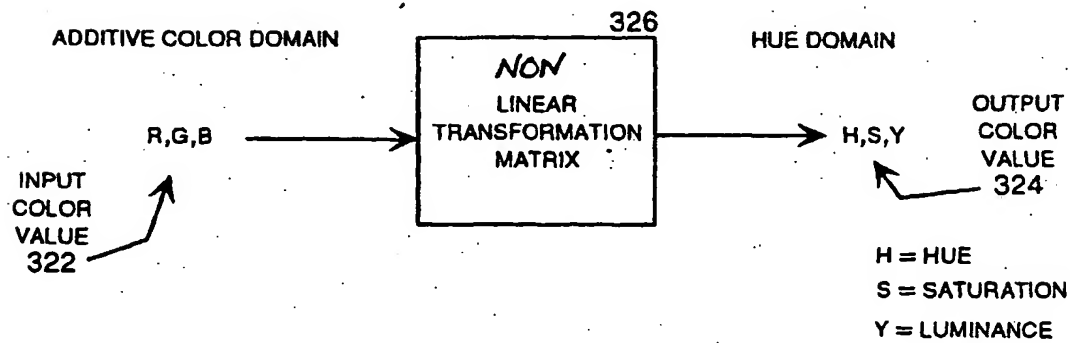 ADDITIVE COLOR DOMAIN
326
HUE DOMAIN
NON
LINEAR
TRANSFORMATION
MATRIX
R,G,B
H,S,Y
INPUT
COLOR
VALUE
322
OUTPUT
COLOR
VALUE
324
H = HUE
S = SATURATION
Y = LUMINANCE